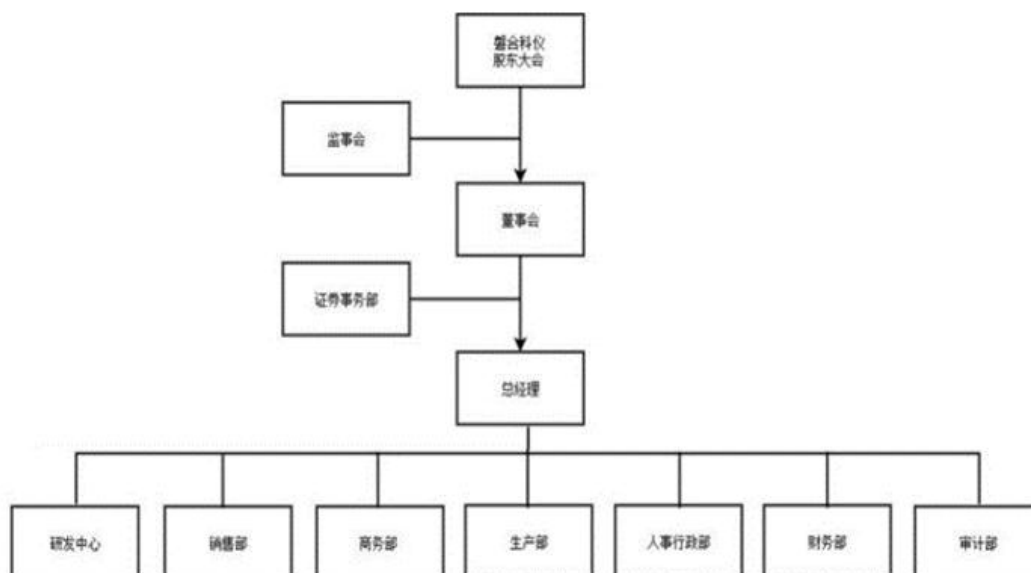 磐合科仪
股东大会
监事会
董事会
证券事务部
总经理
研发中心
销售部
商务部
生产部
人事行政部
财务部
审计部